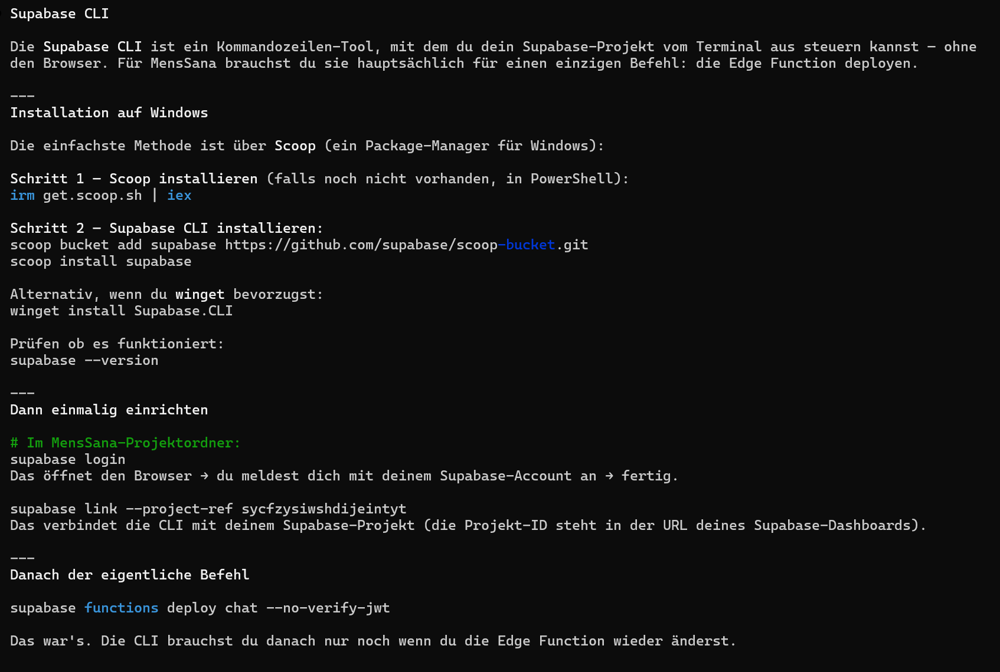 Supabase CLI
Die Supabase CLI ist ein Kommandozeilen-Tool, mit dem du dein Supabase-Projekt vom Terminal aus steuern kannst — ohne
den Browser. Für MensSana brauchst du sie hauptsächlich für einen einzigen Befehl: die Edge Function deployen.
---
Installation auf Windows
Die einfachste Methode ist über Scoop (ein Package-Manager für Windows):
Schritt 1 — Scoop installieren (falls noch nicht vorhanden, in PowerShell):
irm get.scoop.sh | iex
Schritt 2 — Supabase CLI installieren:
scoop bucket add supabase https://github.com/supabase/scoop-bucket.git
scoop install supabase
Alternativ, wenn du winget bevorzugst:
winget install Supabase.CLI
Prüfen ob es funktioniert:
supabase --version
---
Dann einmalig einrichten
# Im MensSana-Projektordner:
supabase login
Das öffnet den Browser → du meldest dich mit deinem Supabase-Account an → fertig.
supabase link --project-ref sycfzysiwshdijeintyt
Das verbindet die CLI mit deinem Supabase-Projekt (die Projekt-ID steht in der URL deines Supabase-Dashboards).
---
Danach der eigentliche Befehl
supabase functions deploy chat --no-verify-jwt
Das war's. Die CLI brauchst du danach nur noch wenn du die Edge Function wieder änderst.